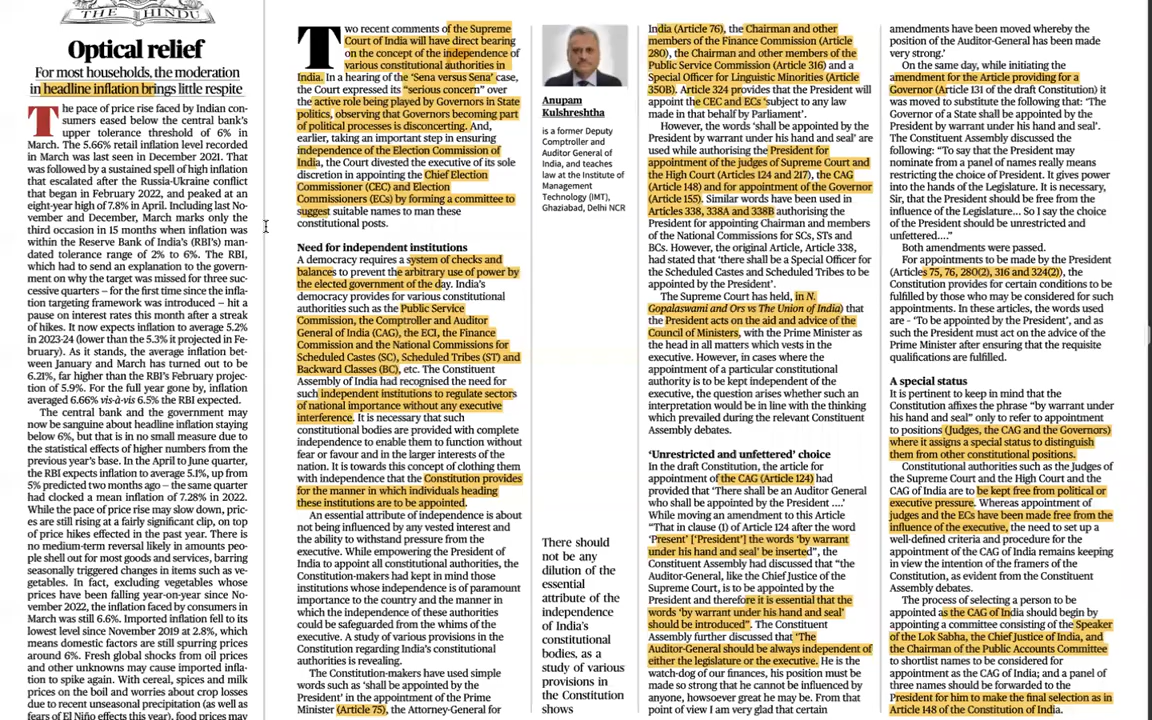 THE HINDU
Optical relief
For most households, the moderation
in headline inflation brings little respite
The pace of price rise faced by Indian con-
sumers eased below the central bank's
upper tolerance threshold of 6% in
March. The 5.66% retail inflation level recorded
in March was last seen in December 2021. That
was followed by a sustained spell of high inflation
that escalated after the Russia-Ukraine conflict
that began in February 2022, and peaked at an
eight-year high of 7.8% in April. Including last No-
vember and December, March marks only the
third occasion in 15 months when inflation was
within the Reserve Bank of India's (RBI's) man-
dated tolerance range of 2% to 6%. The RBI,
which had to send an explanation to the govern-
ment on why the target was missed for three suc-
cessive quarters – for the first time since the infla-
tion targeting framework was introduced – hit a
pause on interest rates this month after a streak
of hikes. It now expects inflation to average 5.2%
in 2023-24 (lower than the 5.3% it projected in Fe-
bruary). As it stands, the average inflation bet-
ween January and March has turned out to be
6.21%, far higher than the RBI's February projec-
tion of 5.9%. For the full year gone by, inflation
averaged 6.66% vis-à-vis 6.5% the RBI expected.
The central bank and the government may
now be sanguine about headline inflation staying
below 6%, but that is in no small measure due to
the statistical effects of higher numbers from the
previous year's base. In the April to June quarter,
the RBI expects inflation to average 5.1%, up from
5% predicted two months ago – the same quarter
had clocked a mean inflation of 7.28% in 2022.
While the pace of price rise may slow down, pric-
es are still rising at a fairly significant clip, on top
of price hikes effected in the past year. There is
no medium-term reversal likely in amounts peo-
ple shell out for most goods and services, barring
seasonally triggered changes in items such as ve-
getables. In fact, excluding vegetables whose
prices have been falling year-on-year since No-
vember 2022, the inflation faced by consumers in
March was still 6.6%. Imported inflation fell to its
lowest level since November 2019 at 2.8%, which
means domestic factors are still spurring prices
around 6%. Fresh global shocks from oil prices
and other unknowns may cause imported infla-
tion to spike again. With cereal, spices and milk
prices on the boil and worries about crop losses
due to recent unseasonal precipitation (as well as
fears of El Niño effects this year), food prices may
Two recent comments of the Supreme
Court of India will have direct bearing
on the concept of the independence of
various constitutional authorities in
India. In a hearing of the 'Sena versus Sena' case,
the Court expressed its "serious concern" over
the active role being played by Governors in State
politics, observing that Governors becoming part
of political processes is disconcerting. And,
earlier, taking an important step in ensuring
independence of the Election Commission of
India, the Court divested the executive of its sole
discretion in appointing the Chief Election
Commissioner (CEC) and Election
Commissioners (ECs) by forming a committee to
suggest suitable names to man these
constitutional posts.
Need for independent institutions
A democracy requires a system of checks and
balances to prevent the arbitrary use of power by
the elected government of the day. India's
democracy provides for various constitutional
authorities such as the Public Service
Commission, the Comptroller and Auditor
General of India (CAG), the ECI, the Finance
Commission and the National Commissions for
Scheduled Castes (SC), Scheduled Tribes (ST) and
Backward Classes (BC), etc. The Constituent
Assembly of India had recognised the need for
such independent institutions to regulate sectors
of national importance without any executive
interference. It is necessary that such
constitutional bodies are provided with complete
independence to enable them to function without
fear or favour and in the larger interests of the
nation. It is towards this concept of clothing them
with independence that the Constitution provides
for the manner in which individuals heading
these institutions are to be appointed.
An essential attribute of independence is about
not being influenced by any vested interest and
the ability to withstand pressure from the
executive. While empowering the President of
India to appoint all constitutional authorities, the
Constitution-makers had kept in mind those
institutions whose independence is of paramount
importance to the country and the manner in
which the independence of these authorities
could be safeguarded from the whims of the
executive. A study of various provisions in the
Constitution regarding India's constitutional
authorities is revealing.
The Constitution-makers have used simple
words such as 'shall be appointed by the
President' in the appointment of the Prime
Minister (Article 75), the Attorney-General for
Anupam
Kulshreshtha
is a former Deputy
Comptroller and
Auditor General of
India, and teaches
law at the Institute of
Management
Technology (IMT),
Ghaziabad, Delhi NCR
There should
not be any
dilution of the
essential
attribute of the
independence
of India's
constitutional
bodies, as a
study of various
provisions in
the Constitution
shows
India (Article 76), the Chairman and other
members of the Finance Commission (Article
280), the Chairman and other members of the
Public Service Commission (Article 316) and a
Special Officer for Linguistic Minorities (Article
350B). Article 324 provides that the President will
appoint the CEC and ECs 'subject to any law
made in that behalf by Parliament'.
However, the words 'shall be appointed by the
President by warrant under his hand and seal' are
used while authorising the President for
appointment of the judges of Supreme Court and
the High Court (Articles 124 and 217), the CAG
(Article 148) and for appointment of the Governor
(Article 155). Similar words have been used in
Articles 338, 338A and 338B authorising the
President for appointing Chairman and members
of the National Commissions for SCs, STs and
BCs. However, the original Article, Article 338,
had stated that 'there shall be a Special Officer for
the Scheduled Castes and Scheduled Tribes to be
appointed by the President'.
The Supreme Court has held, in N.
Gopalaswami and Ors vs The Union of India) that
the President acts on the aid and advice of the
Council of Ministers, with the Prime Minister as
the head in all matters which vests in the
executive. However, in cases where the
appointment of a particular constitutional
authority is to be kept independent of the
executive, the question arises whether such an
interpretation would be in line with the thinking
which prevailed during the relevant Constituent
Assembly debates.
'Unrestricted and unfettered' choice
In the draft Constitution, the article for
appointment of the CAG (Article 124) had
provided that 'There shall be an Auditor General
who shall be appointed by the President ....'
While moving an amendment to this Article
"That in clause (1) of Article 124 after the word
'Present' ['President'] the words 'by warrant
under his hand and seal' be inserted", the
Constituent Assembly had discussed that "the
Auditor-General, like the Chief Justice of the
Supreme Court, is to be appointed by the
President and therefore it is essential that the
words 'by warrant under his hand and seal'
should be introduced". The Constituent
Assembly further discussed that 'The
Auditor-General should be always independent of
either the legislature or the executive. He is the
watch-dog of our finances, his position must be
made so strong that he cannot be influenced by
anyone, howsoever great he may be. From that
point of view I am very glad that certain
amendments have been moved whereby the
position of the Auditor-General has been made
very strong.'
On the same day, while initiating the
amendment for the Article providing for a
Governor (Article 131 of the draft Constitution) it
was moved to substitute the following that: 'The
Governor of a State shall be appointed by the
President by warrant under his hand and seal'.
The Constituent Assembly discussed the
following: "To say that the President may
nominate from a panel of names really means
restricting the choice of President. It gives power
into the hands of the Legislature. It is necessary,
Sir, that the President should be free from the
influence of the Legislature... So I say the choice
of the President should be unrestricted and
unfettered...."
Both amendments were passed.
For appointments to be made by the President
(Articles 75, 76, 280(2), 316 and 324(2)), the
Constitution provides for certain conditions to be
fulfilled by those who may be considered for such
appointments. In these articles, the words used
are - 'To be appointed by the President', and as
such the President must act on the advice of the
Prime Minister after ensuring that the requisite
qualifications are fulfilled.
A special status
It is pertinent to keep in mind that the
Constitution affixes the phrase "by warrant under
his hand and seal" only to refer to appointment
to positions (Judges, the CAG and the Governors)
where it assigns a special status to distinguish
them from other constitutional positions.
Constitutional authorities such as the Judges of
the Supreme Court and the High Court and the
CAG of India are to be kept free from political or
executive pressure. Whereas appointment of
judges and the ECs have been made free from the
influence of the executive, the need to set up a
well-defined criteria and procedure for the
appointment of the CAG of India remains keeping
in view the intention of the framers of the
Constitution, as evident from the Constituent
Assembly debates.
The process of selecting a person to be
appointed as the CAG of India should begin by
appointing a committee consisting of the Speaker
of the Lok Sabha, the Chief Justice of India, and
the Chairman of the Public Accounts Committee
to shortlist names to be considered for
appointment as the CAG of India; and a panel of
three names should be forwarded to the
President for him to make the final selection as in
Article 148 of the Constitution of India.